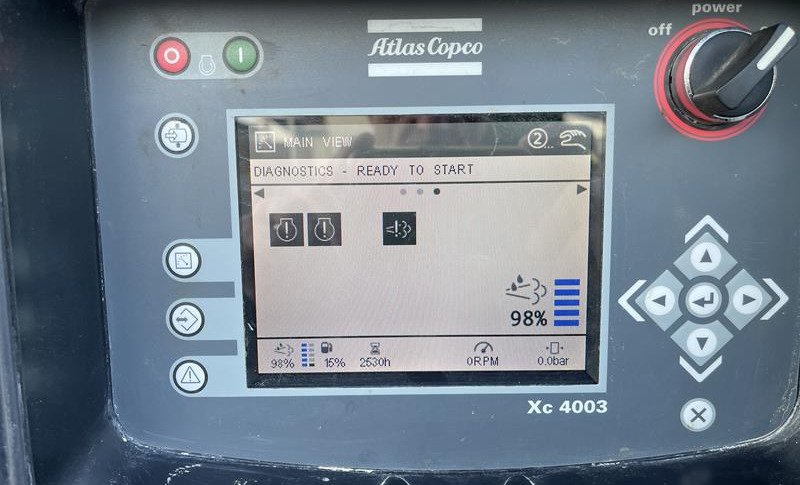 power
off
Atlas Copco
MAIN VIEW
2..
DIAGNOSTICS - READY TO START
98%
98% 15% 2530h 0RPM 0.0bar
Xc 4003